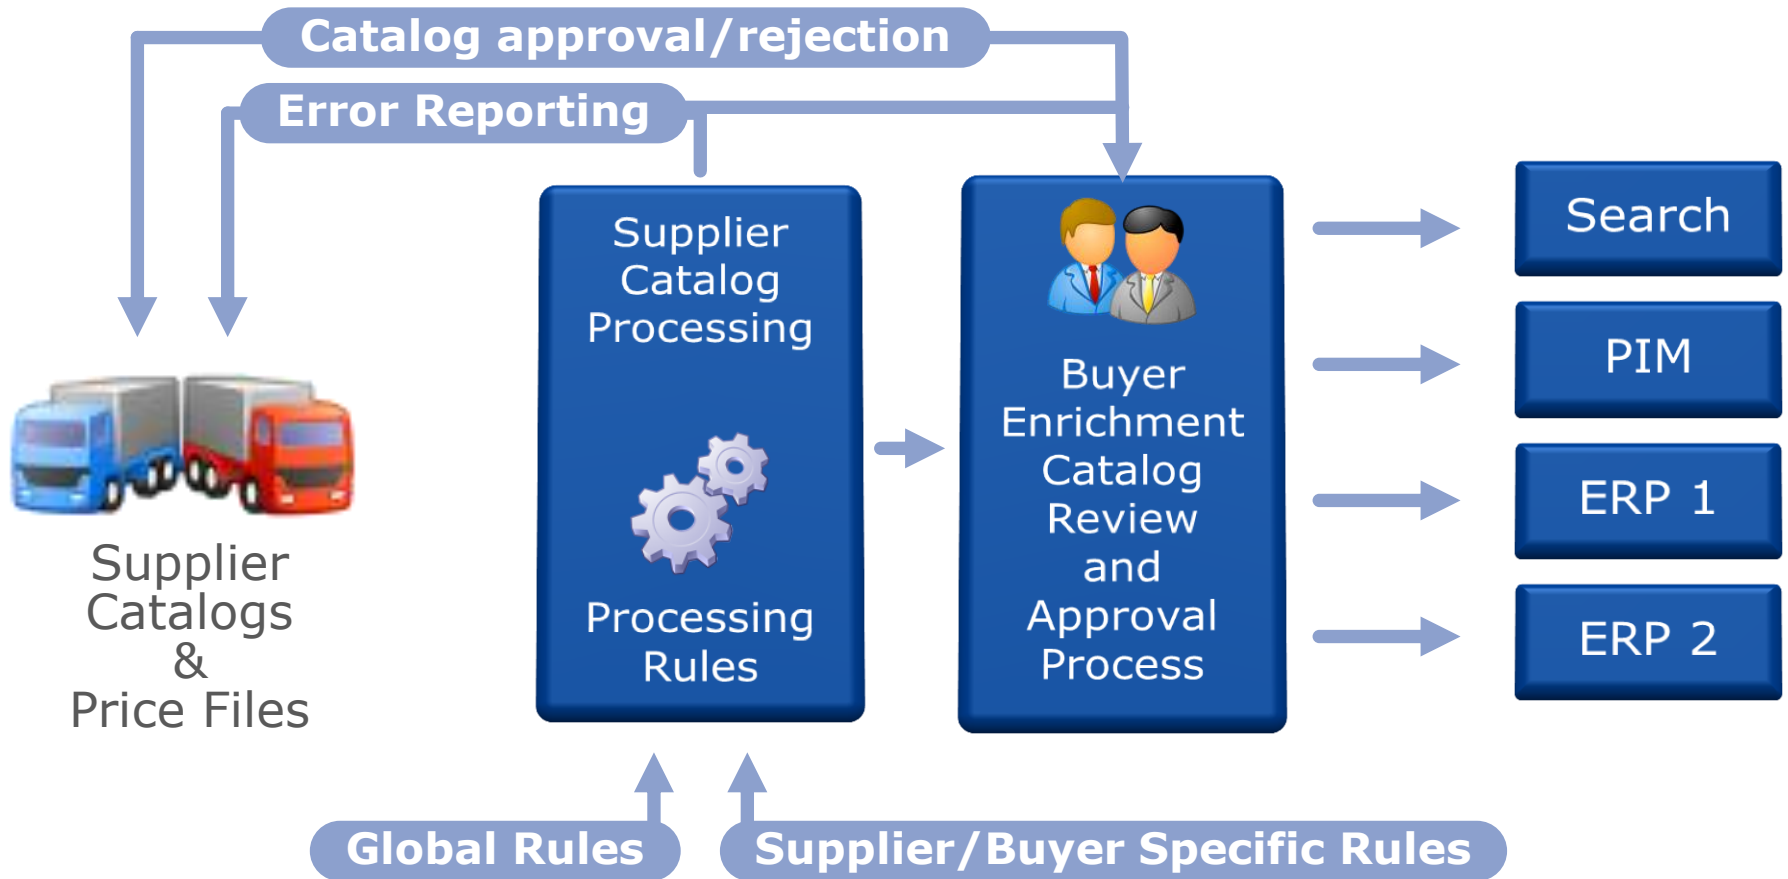 Catalog approval/rejection
Error Reporting
Supplier
Catalogs
&
Price Files
Supplier
Catalog
Processing
Processing
Rules
Buyer
Enrichment
Catalog
Review
and
Approval
Process
Search
PIM
ERP 1
ERP 2
Global Rules
Supplier/Buyer Specific Rules